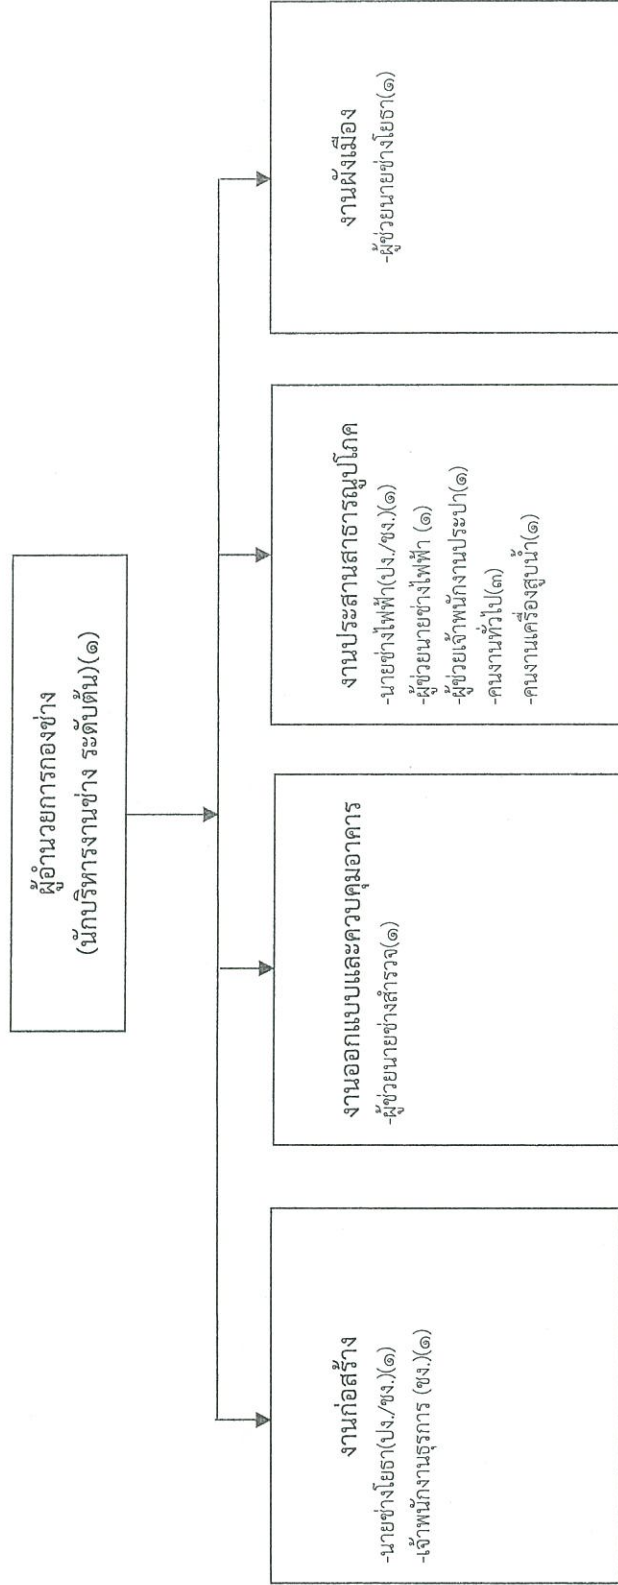 ผู้อำนวยการกองช่าง
(นักบริหารงานช่าง ระดับต้น)(๑)
งานก่อสร้าง
-นายช่างโยธา(ปง./ชง.)(๑)
-เจ้าพนักงานธุรการ (ชง.)(๑)
งานออกแบบและควบคุมอาคาร
-ผู้ช่วยนายช่างสำรวจ(๑)
งานประสานสาธารณูปโภค
-นายช่างไฟฟ้า(ปง./ชง.)(๑)
-ผู้ช่วยนายช่างไฟฟ้า (๑)
-ผู้ช่วยเจ้าพนักงานประปา(๑)
-คนงานทั่วไป(๓)
-คนงานเครื่องสูบน้ำ(๑)
งานผังเมือง
-ผู้ช่วยนายช่างโยธา(๑)